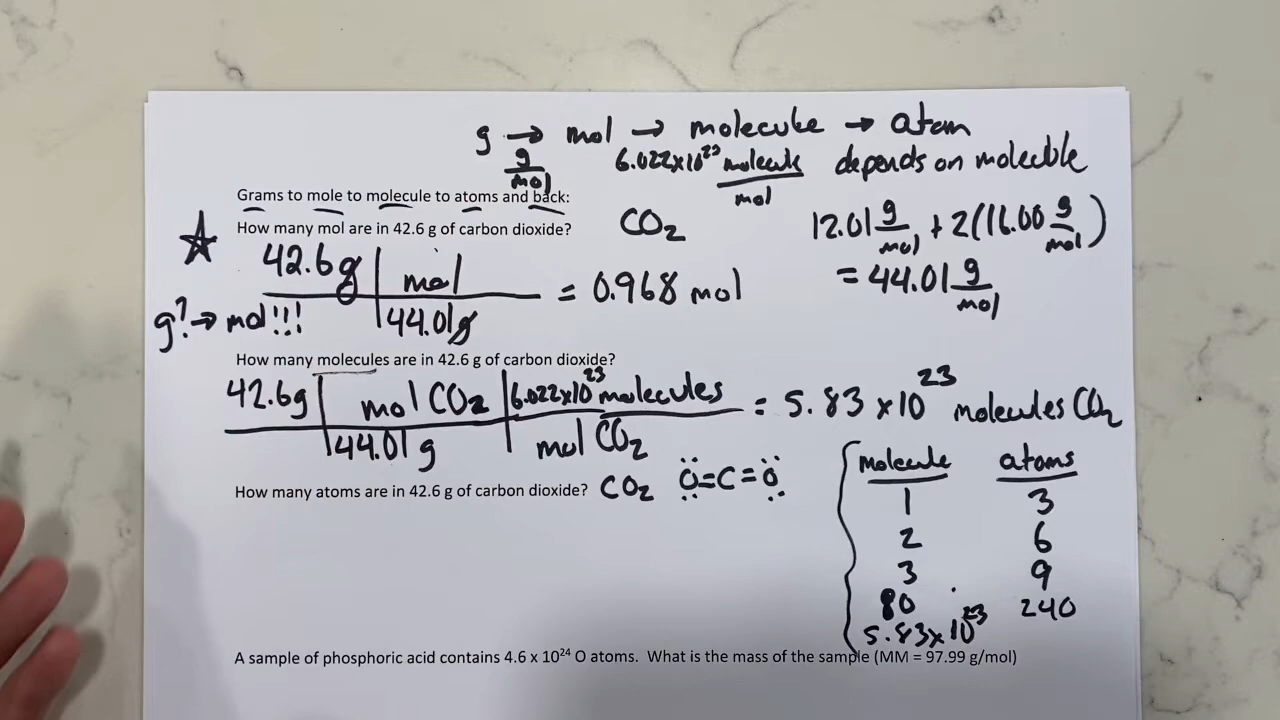 g → mol → molecule → atom
g/mol 6.022×10²³ molecule/mol depends on molecule
Grams to mole to molecule to atoms and back:
How many mol are in 42.6 g of carbon dioxide? CO₂ 12.01 g/mol + 2(16.00 g/mol)
42.6g | mol / 44.01g = 0.968 mol = 44.01 g/mol
g? → mol!!!
How many molecules are in 42.6 g of carbon dioxide?
42.6g | mol CO₂ / 44.01 g | 6.022×10²³ molecules / mol CO₂ = 5.83 ×10²³ molecules CO₂
How many atoms are in 42.6 g of carbon dioxide? CO₂ O=C=O
molecule atoms
1 3
2 6
3 9
80 240
5.83×10²³
A sample of phosphoric acid contains 4.6 x 10²⁴ O atoms. What is the mass of the sample (MM = 97.99 g/mol)